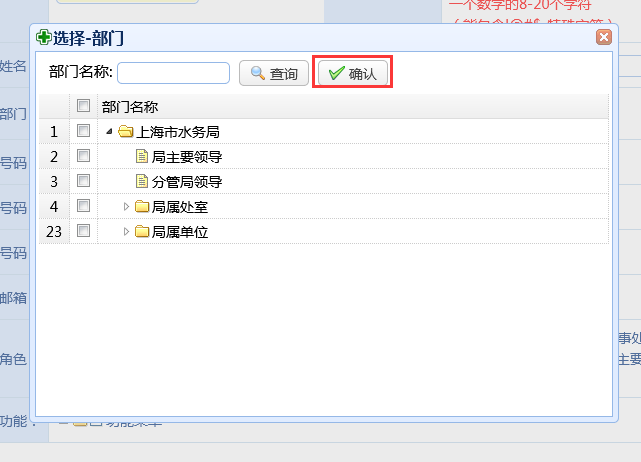 一个数字的8-20个字符
选择-部门
姓名
部门名称:
查询
确认
部门名称
部门
1
上海市水务局
2
局主要领导
号码
3
分管局领导
4
局属处室
号码
23
局属单位
号码
邮箱
事处
角色
主要
功能：